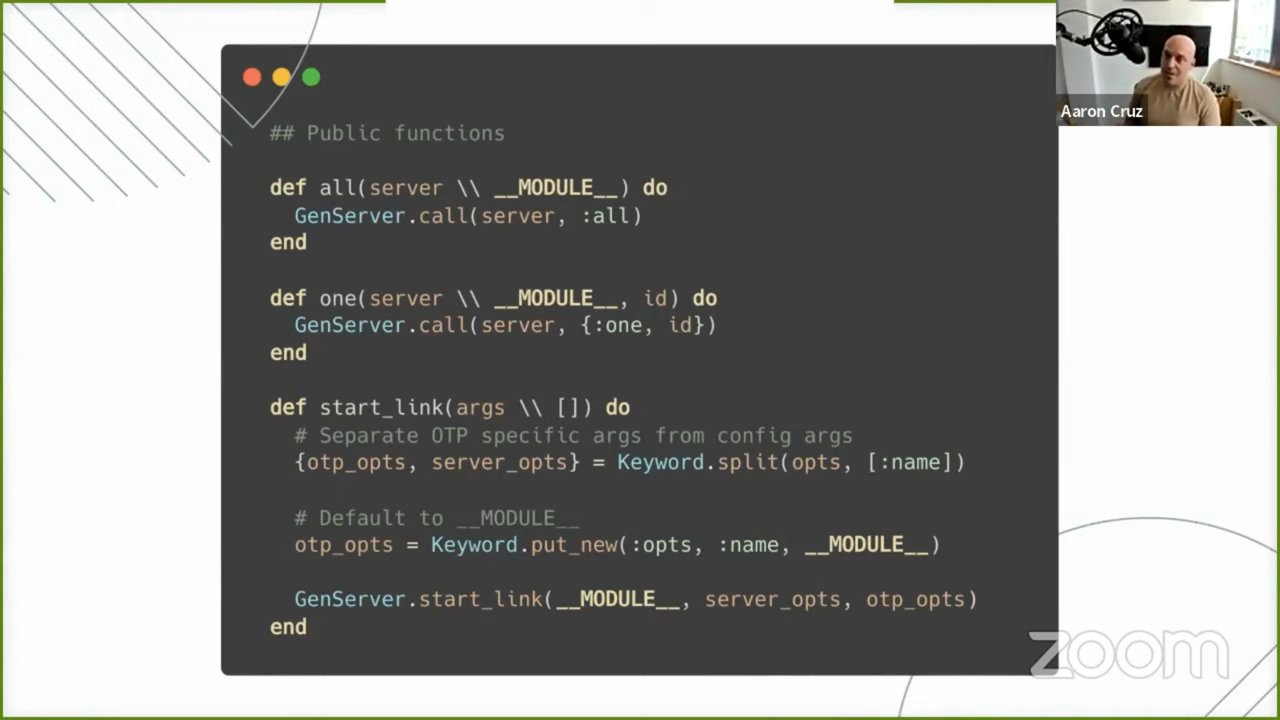 ## Public functions
def all(server \\ __MODULE__) do
  GenServer.call(server, :all)
end
def one(server \\ __MODULE__, id) do
  GenServer.call(server, {:one, id})
end
def start_link(args \\ []) do
  # Separate OTP specific args from config args
  {otp_opts, server_opts} = Keyword.split(opts, [:name])
  # Default to __MODULE__
  otp_opts = Keyword.put_new(:opts, :name, __MODULE__)
  GenServer.start_link(__MODULE__, server_opts, otp_opts)
end
Aaron Cruz
zoom